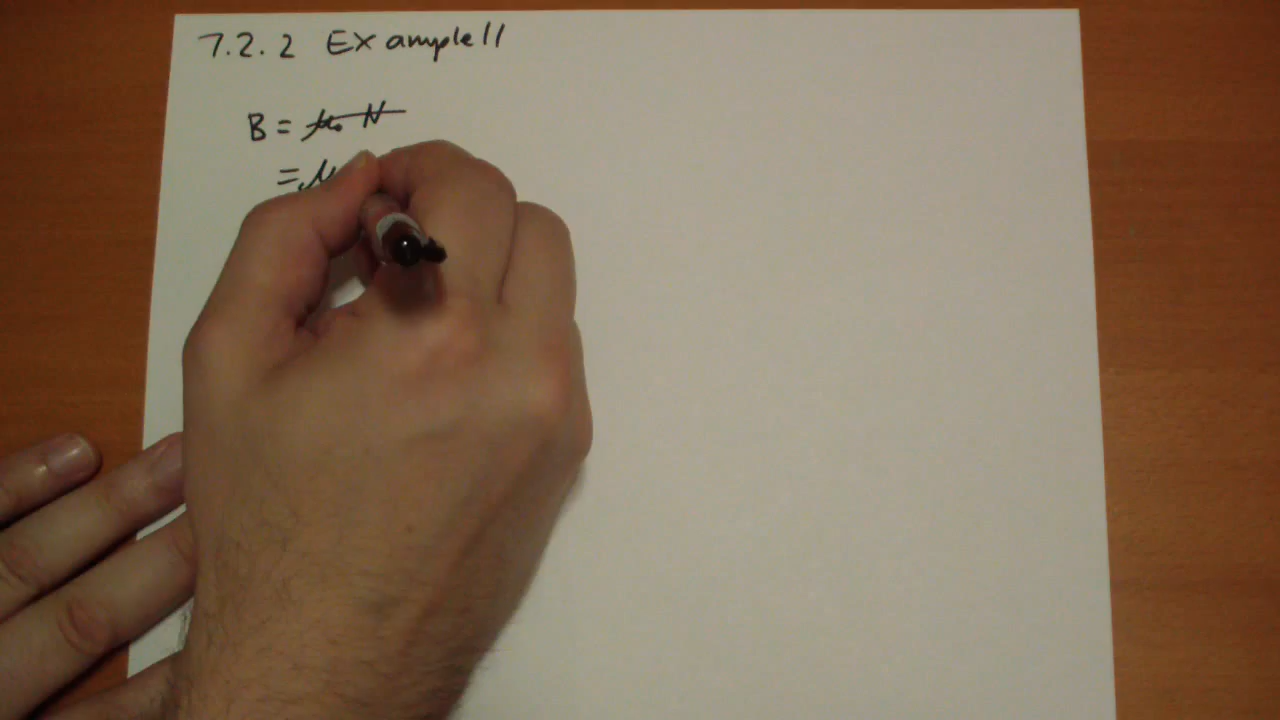 7.2.2 Example 11
B = μ₀ N
= μ